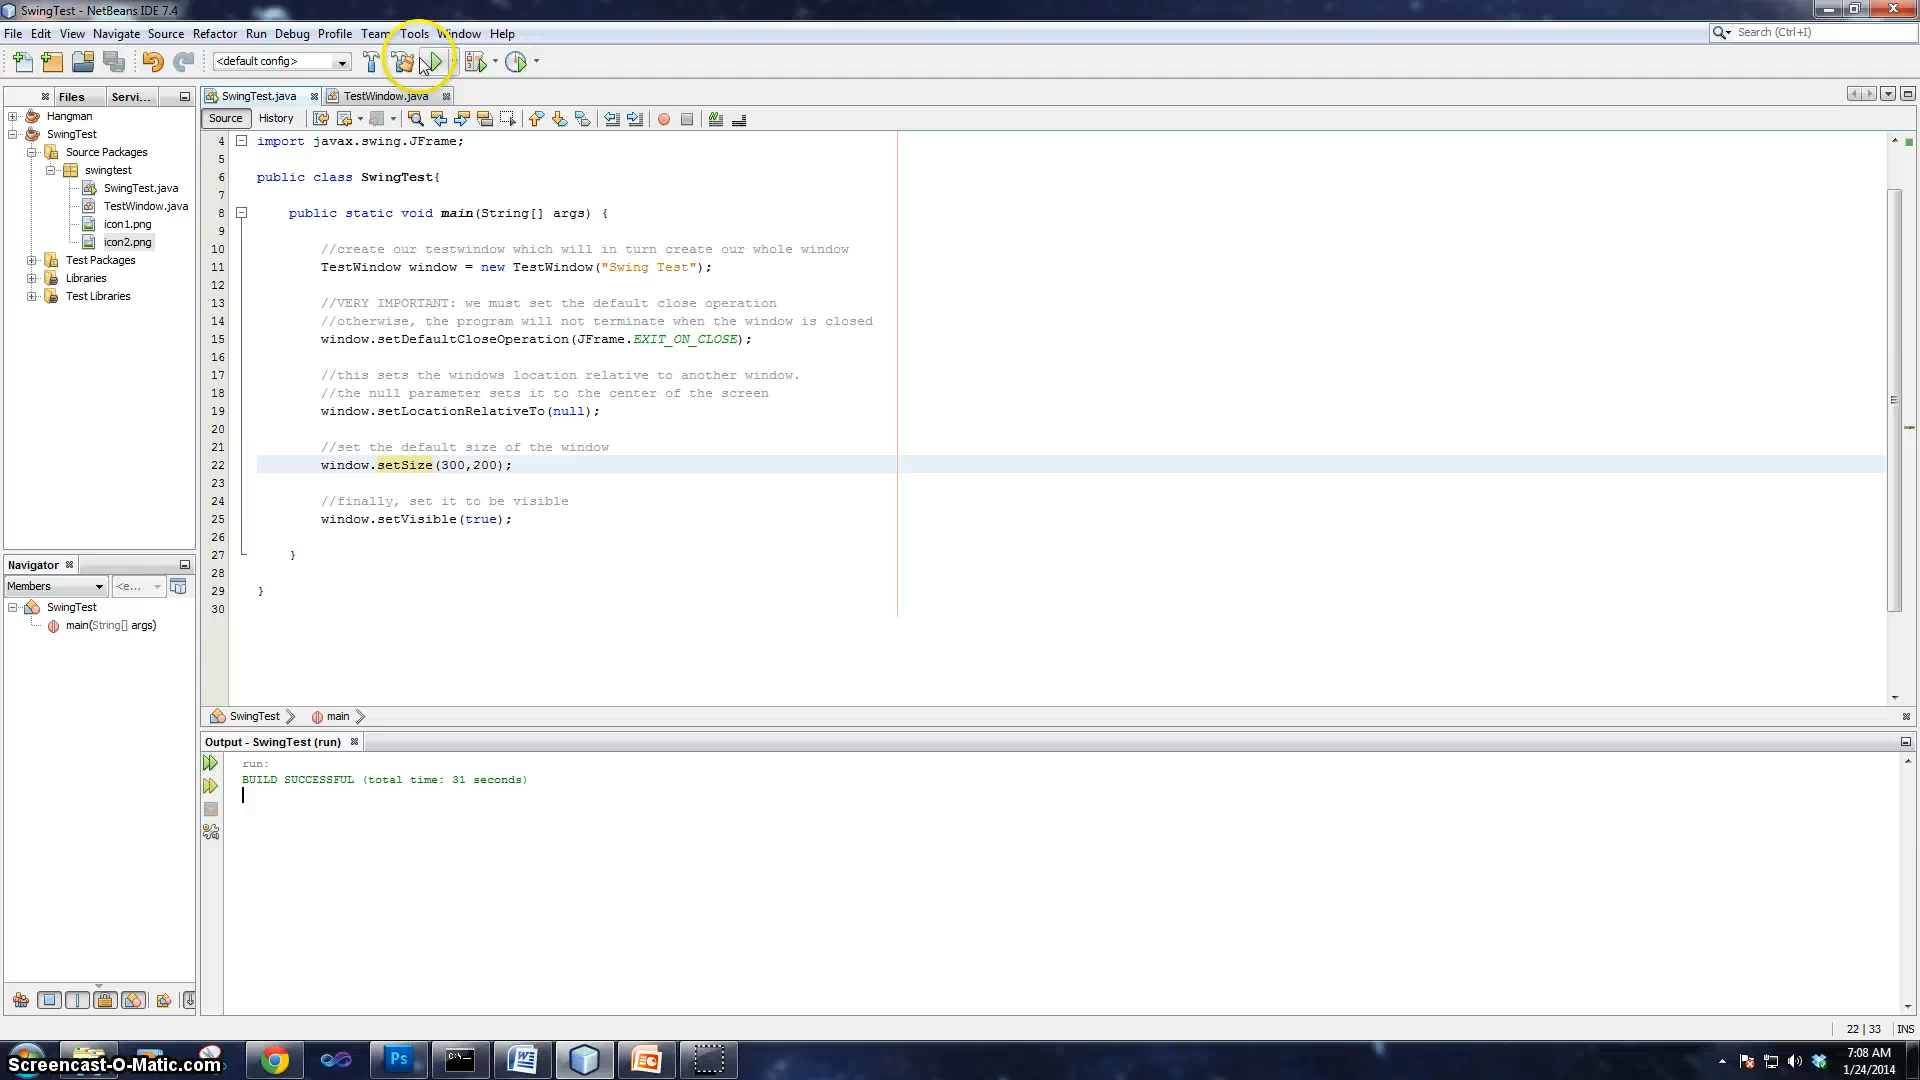 SwingTest - NetBeans IDE 7.4
File Edit View Navigate Source Refactor Run Debug Profile Team Tools Window Help
Search (Ctrl+I)
<default config>
Files Servi...
SwingTest.java TestWindow.java
Source History
Hangman
SwingTest
Source Packages
swingtest
SwingTest.java
TestWindow.java
icon1.png
icon2.png
Test Packages
Libraries
Test Libraries
4 import javax.swing.JFrame;
5
6 public class SwingTest{
7
8 public static void main(String[] args) {
9
10 //create our testwindow which will in turn create our whole window
11 TestWindow window = new TestWindow("Swing Test");
12
13 //VERY IMPORTANT: we must set the default close operation
14 //otherwise, the program will not terminate when the window is closed
15 window.setDefaultCloseOperation(JFrame.EXIT_ON_CLOSE);
16
17 //this sets the windows location relative to another window.
18 //the null parameter sets it to the center of the screen
19 window.setLocationRelativeTo(null);
20
21 //set the default size of the window
22 window.setSize(300,200);
23
24 //finally, set it to be visible
25 window.setVisible(true);
26
27 }
28
29 }
30
Navigator
Members <e...
SwingTest
main(String[] args)
SwingTest main
Output - SwingTest (run)
run:
BUILD SUCCESSFUL (total time: 31 seconds)
22 | 33 INS
Screencast-O-Matic.com
Ps
C:\.
7:08 AM
1/24/2014